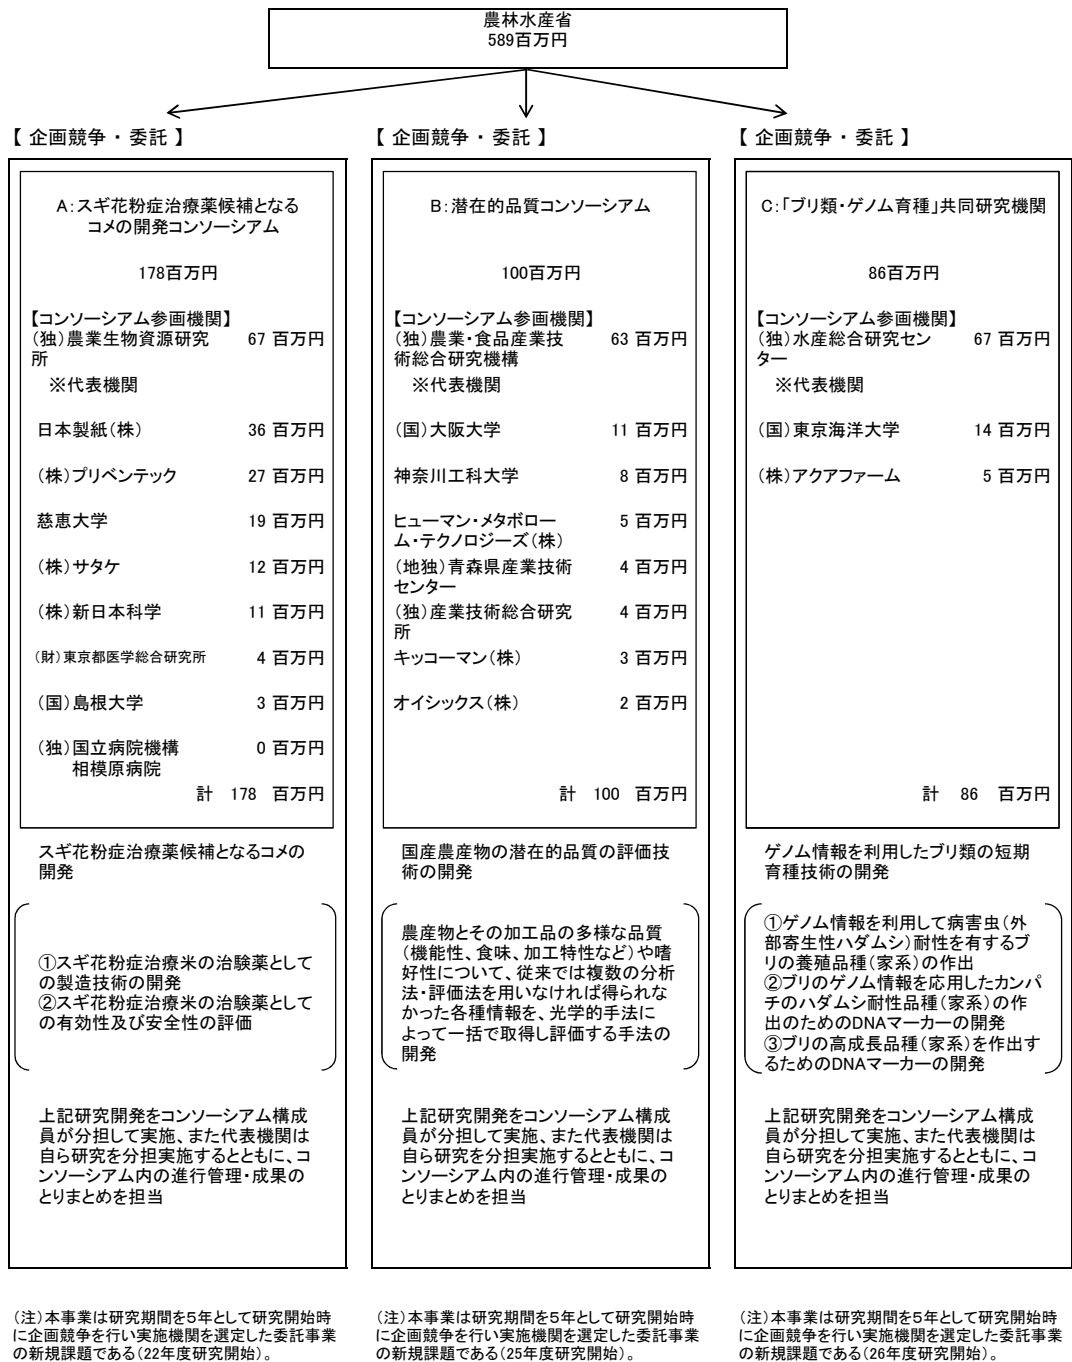 農林水産省
589百万円
【 企画競争 ・ 委託 】
【 企画競争 ・ 委託 】
【 企画競争 ・ 委託 】
A:スギ花粉症治療薬候補となる
コメの開発コンソーシアム
178百万円
【コンソーシアム参画機関】
(独)農業生物資源研究 67 百万円
所
※代表機関
日本製紙(株) 36 百万円
(株)プリベンテック 27 百万円
慈恵大学 19 百万円
(株)サタケ 12 百万円
(株)新日本科学 11 百万円
(財)東京都医学総合研究所 4 百万円
(国)島根大学 3 百万円
(独)国立病院機構 0 百万円
相模原病院
計 178 百万円
スギ花粉症治療薬候補となるコメの
開発
①スギ花粉症治療米の治験薬として
の製造技術の開発
②スギ花粉症治療米の治験薬として
の有効性及び安全性の評価
上記研究開発をコンソーシアム構成
員が分担して実施、また代表機関は
自ら研究を分担実施するとともに、コ
ンソーシアム内の進行管理・成果の
とりまとめを担当
(注)本事業は研究期間を5年として研究開始時
に企画競争を行い実施機関を選定した委託事業
の新規課題である(22年度研究開始)。
B:潜在的品質コンソーシアム
100百万円
【コンソーシアム参画機関】
(独)農業・食品産業技 63 百万円
術総合研究機構
※代表機関
(国)大阪大学 11 百万円
神奈川工科大学 8 百万円
ヒューマン・メタボロー 5 百万円
ム・テクノロジーズ(株)
(地独)青森県産業技術 4 百万円
センター
(独)産業技術総合研究 4 百万円
所
キッコーマン(株) 3 百万円
オイシックス(株) 2 百万円
計 100 百万円
国産農産物の潜在的品質の評価技
術の開発
農産物とその加工品の多様な品質
(機能性、食味、加工特性など)や嗜
好性について、従来では複数の分析
法・評価法を用いなければ得られな
かった各種情報を、光学的手法に
よって一括で取得し評価する手法の
開発
上記研究開発をコンソーシアム構成
員が分担して実施、また代表機関は
自ら研究を分担実施するとともに、コ
ンソーシアム内の進行管理・成果の
とりまとめを担当
(注)本事業は研究期間を5年として研究開始時
に企画競争を行い実施機関を選定した委託事業
の新規課題である(25年度研究開始)。
C:「ブリ類・ゲノム育種」共同研究機関
86百万円
【コンソーシアム参画機関】
(独)水産総合研究セン 67 百万円
ター
※代表機関
(国)東京海洋大学 14 百万円
(株)アクアファーム 5 百万円
計 86 百万円
ゲノム情報を利用したブリ類の短期
育種技術の開発
①ゲノム情報を利用して病害虫(外
部寄生性ハダムシ)耐性を有するブ
リの養殖品種(家系)の作出
②ブリのゲノム情報を応用したカンパ
チのハダムシ耐性品種(家系)の作
出のためのDNAマーカーの開発
③ブリの高成長品種(家系)を作出す
るためのDNAマーカーの開発
上記研究開発をコンソーシアム構成
員が分担して実施、また代表機関は
自ら研究を分担実施するとともに、コ
ンソーシアム内の進行管理・成果の
とりまとめを担当
(注)本事業は研究期間を5年として研究開始時
に企画競争を行い実施機関を選定した委託事業
の新規課題である(26年度研究開始)。